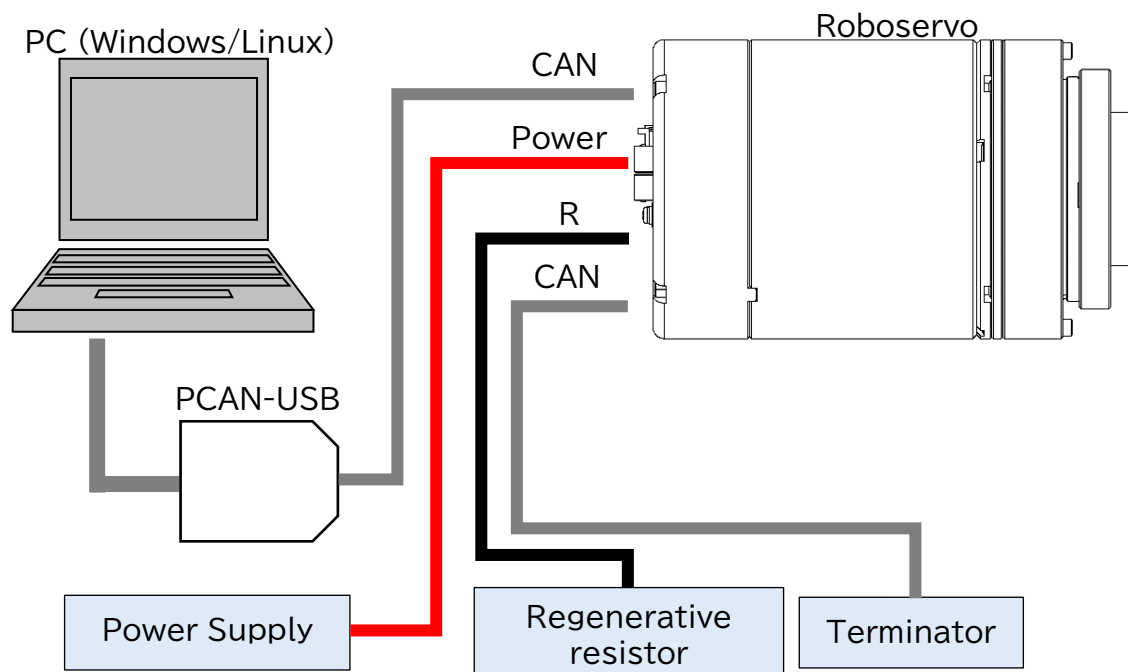 PC (Windows/Linux)
Roboservo
CAN
Power
R
CAN
PCAN-USB
Power Supply
Regenerative
resistor
Terminator